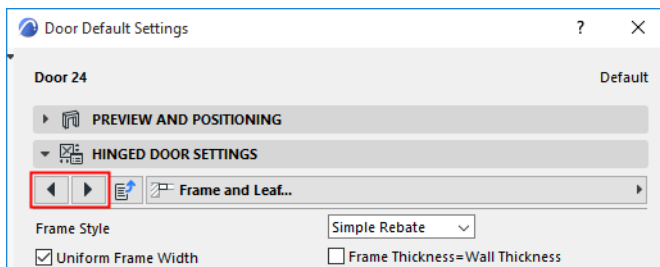 Door Default Settings ?
Door 24 Default
PREVIEW AND POSITIONING
HINGED DOOR SETTINGS
Frame and Leaf...
Frame Style Simple Rebate
Uniform Frame Width Frame Thickness=Wall Thickness